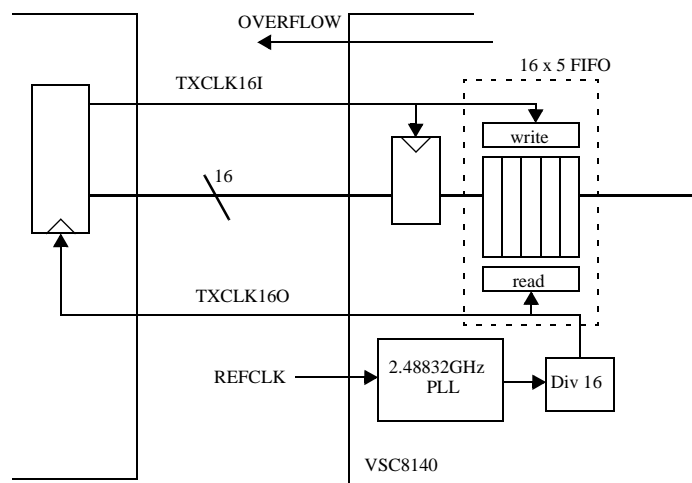 OVERFLOW
16 x 5 FIFO
TXCLK16I
write
16
read
TXCLK16O
2.48832GHz
PLL
REFCLK
Div 16
VSC8140